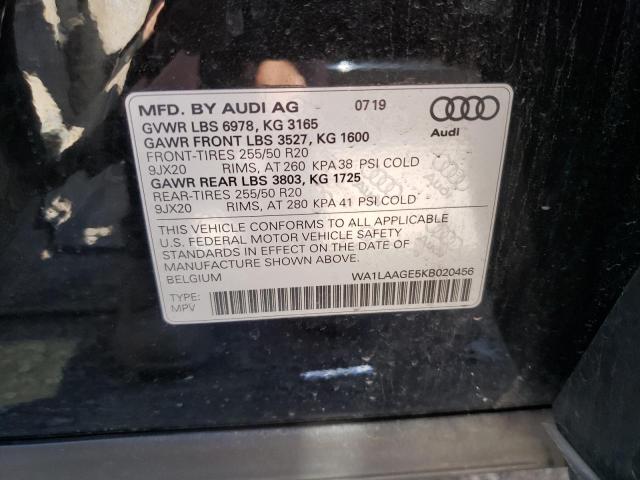 MFD. BY AUDI AG 07 19
GVWR LBS 6978, KG 3165
GAWR FRONT LBS 3527, KG 1600
FRONT-TIRES 255/50 R20
9JX20 RIMS, AT 260 KPA 38 PSI COLD
GAWR REAR LBS 3803, KG 1725
REAR-TIRES 255/50 R20
9JX20 RIMS, AT 280 KPA 41 PSI COLD
Audi
THIS VEHICLE CONFORMS TO ALL APPLICABLE
U.S. FEDERAL MOTOR VEHICLE SAFETY
STANDARDS IN EFFECT ON THE DATE OF
MANUFACTURE SHOWN ABOVE.
BELGIUM WA1LAAGE5KB020456
TYPE:
MPV